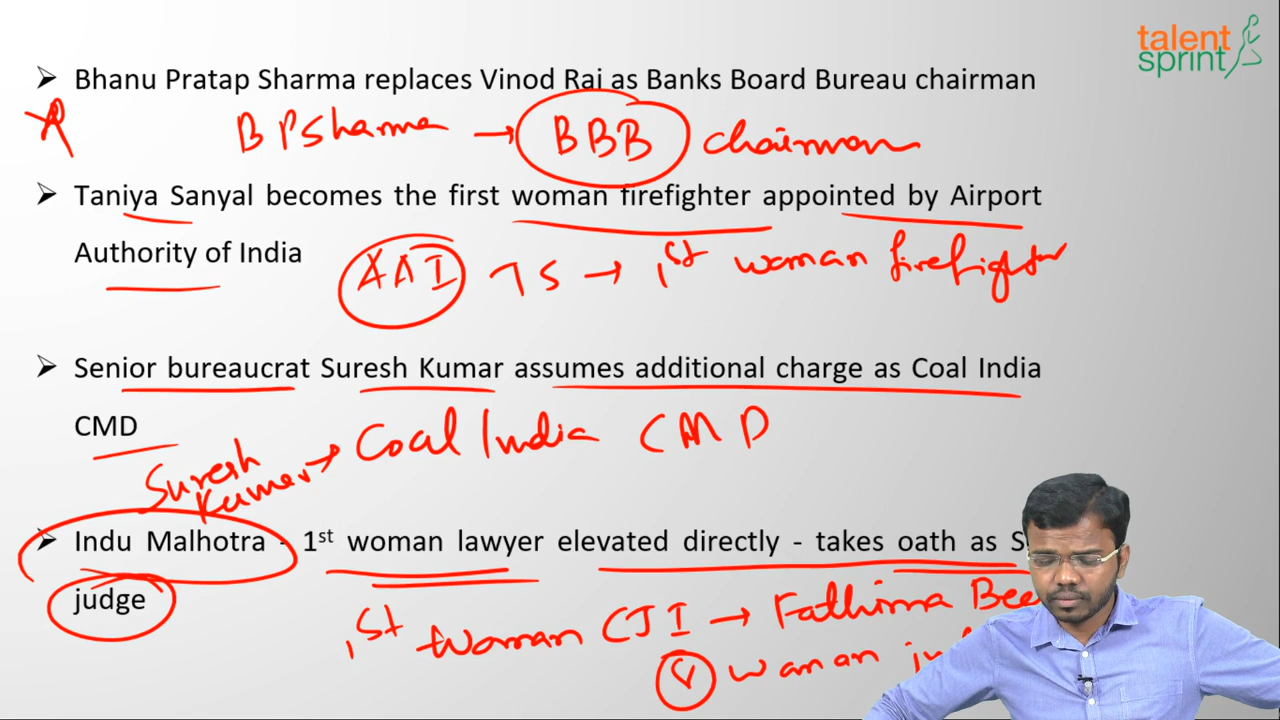 talent
sprint
Bhanu Pratap Sharma replaces Vinod Rai as Banks Board Bureau chairman
B P Sharma → BBB chairman
Taniya Sanyal becomes the first woman firefighter appointed by Airport
Authority of India
AAI TS → 1st woman firefighter
Senior bureaucrat Suresh Kumar assumes additional charge as Coal India
CMD
Suresh
Kumar → Coal India CMD
Indu Malhotra - 1st woman lawyer elevated directly - takes oath as
judge
1st Woman CJI → Fathima
woman